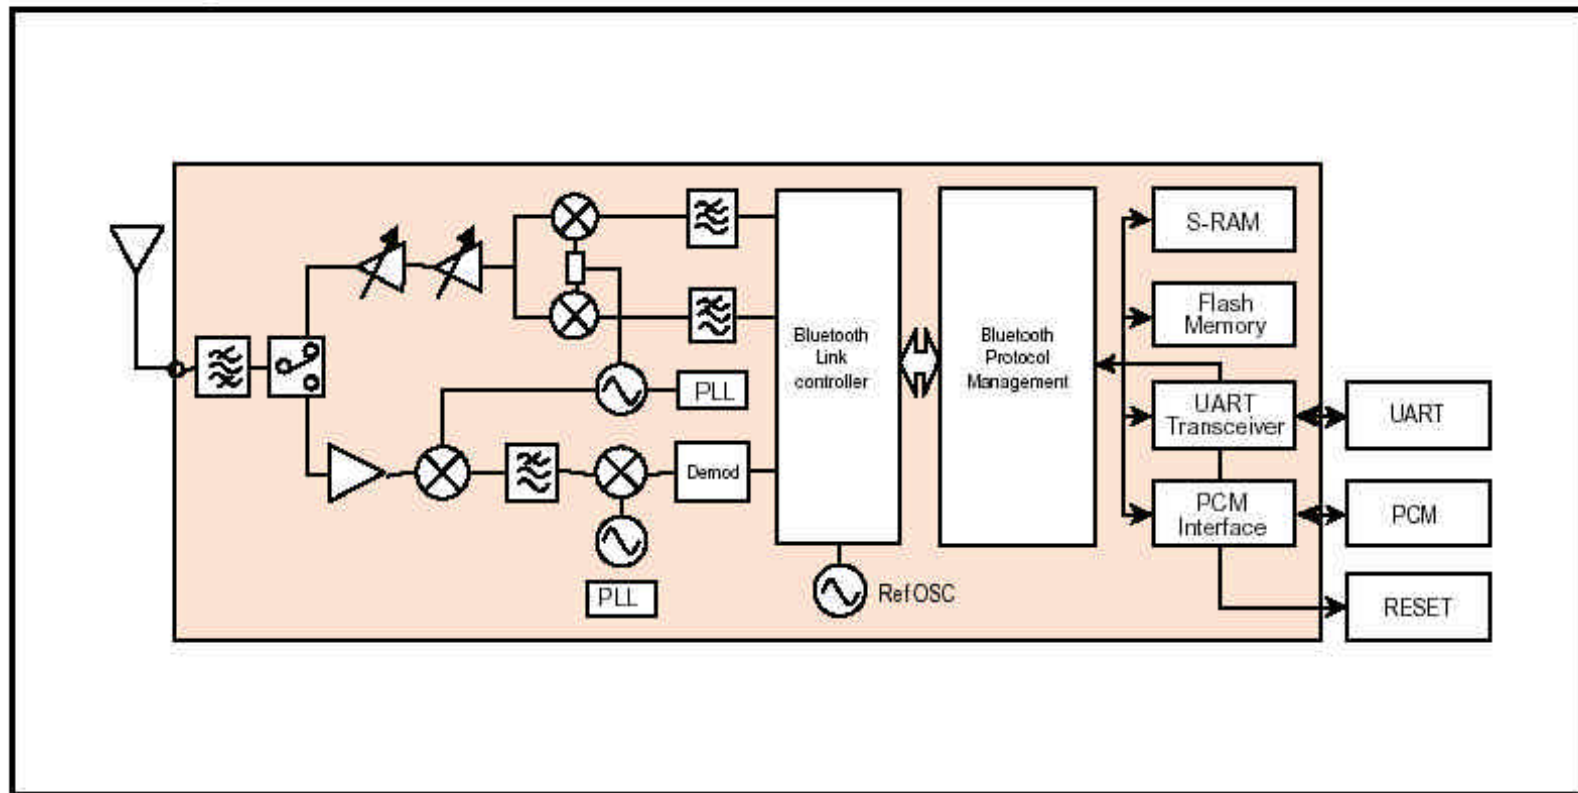 S-RAM
Flash
Memory
Bluetooth
Link
controller
Bluetooth
Protocol
Management
PLL
UART
Transceiver
UART
Demod
PCM
Interface
PCM
PLL
Ref OSC
RESET